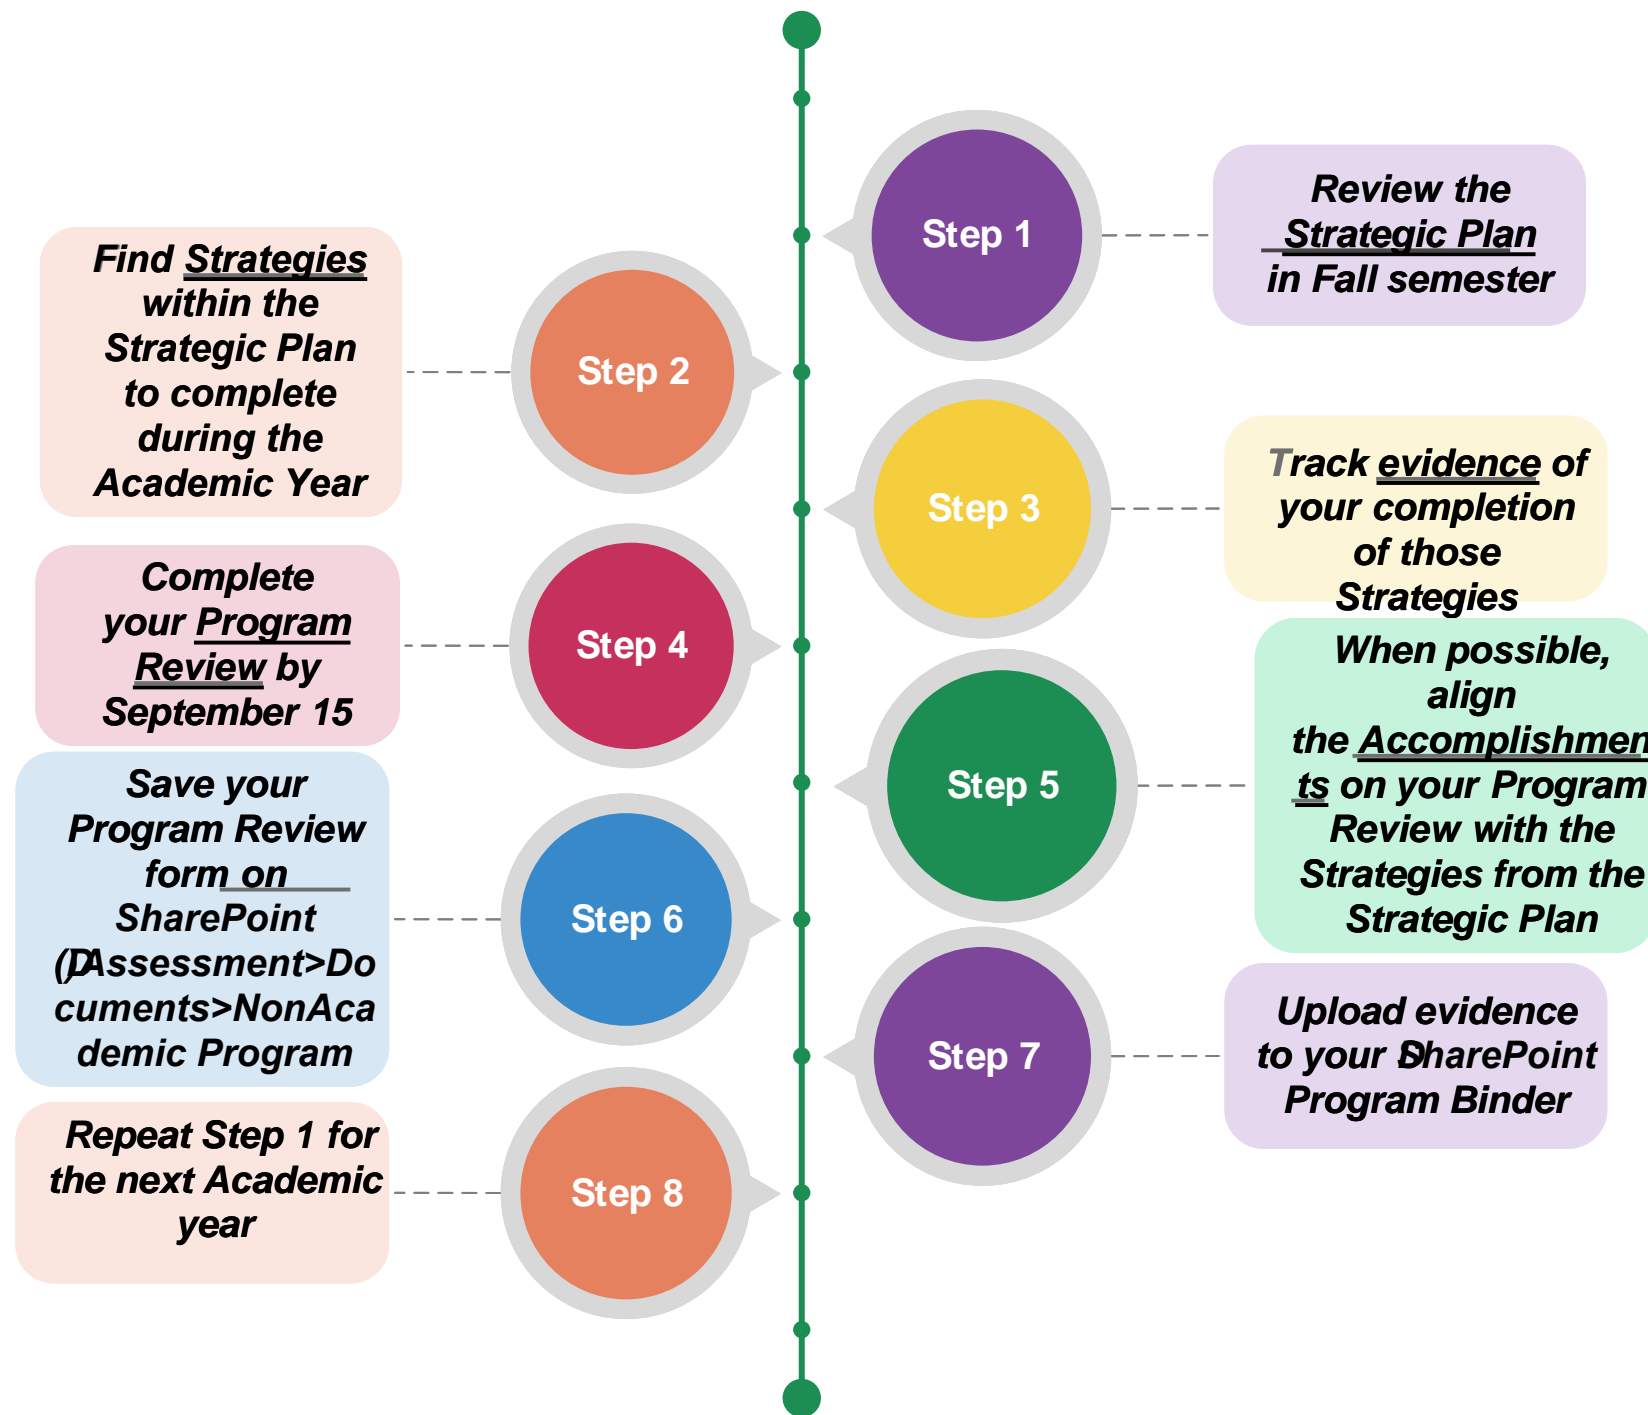 Step 1
Review the
Strategic Plan
in Fall semester
Step 2
Find Strategies
within the
Strategic Plan
to complete
during the
Academic Year
Step 3
Track evidence of
your completion
of those
Strategies
Step 4
Complete
your Program
Review by
September 15
Step 5
When possible,
align
the Accomplishmen
ts on your Program
Review with the
Strategies from the
Strategic Plan
Step 6
Save your
Program Review
form on
SharePoint
Assessment>Do
cuments>NonAca
demic Program
Step 7
Upload evidence
to your SharePoint
Program Binder
Step 8
Repeat Step 1 for
the next Academic
year